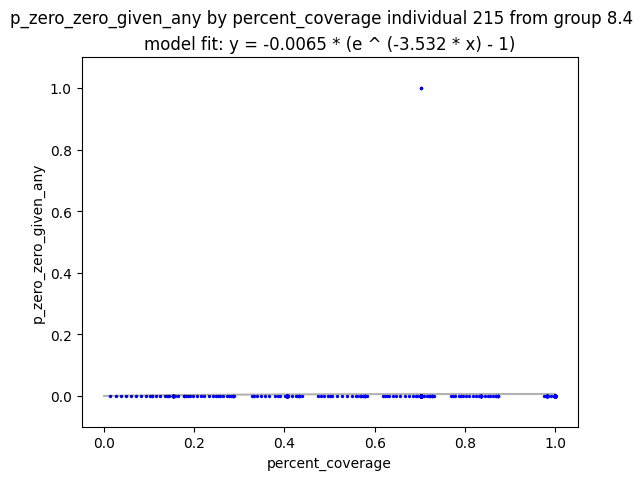 p_zero_zero_given_any by percent_coverage individual 215 from group 8.4
model fit: y = -0.0065 * (e ^ (-3.532 * x) - 1)
p_zero_zero_given_any
1.0
0.8
0.6
0.4
0.2
0.0
0.0 0.2 0.4 0.6 0.8 1.0
percent_coverage